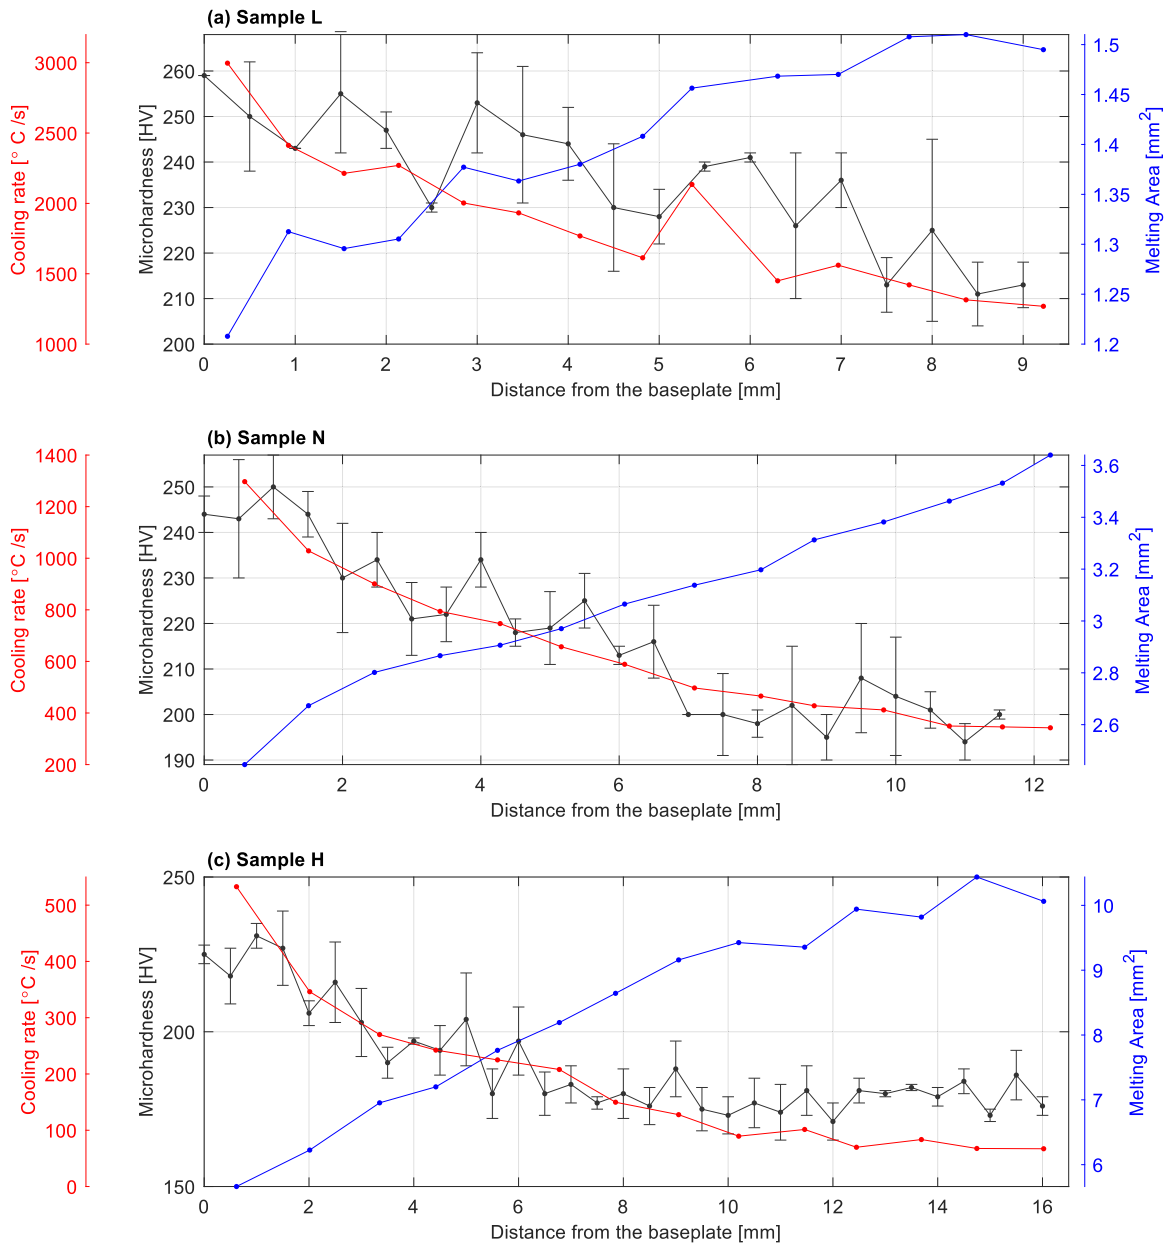 (a) Sample L
3000
2500
2000
1500
1000
Cooling rate [° C /s]
260
250
240
230
220
210
200
Microhardness [HV]
1.5
1.45
1.4
1.35
1.3
1.25
1.2
Melting Area [mm2]
0 1 2 3 4 5 6 7 8 9
Distance from the baseplate [mm]
(b) Sample N
1400
1200
1000
800
600
400
200
Cooling rate [°C /s]
250
240
230
220
210
200
190
Microhardness [HV]
3.6
3.4
3.2
3
2.8
2.6
Melting Area [mm2]
0 2 4 6 8 10 12
Distance from the baseplate [mm]
(c) Sample H
500
400
300
200
100
0
Cooling rate [°C /s]
250
200
150
Microhardness [HV]
10
9
8
7
6
Melting Area [mm2]
0 2 4 6 8 10 12 14 16
Distance from the baseplate [mm]